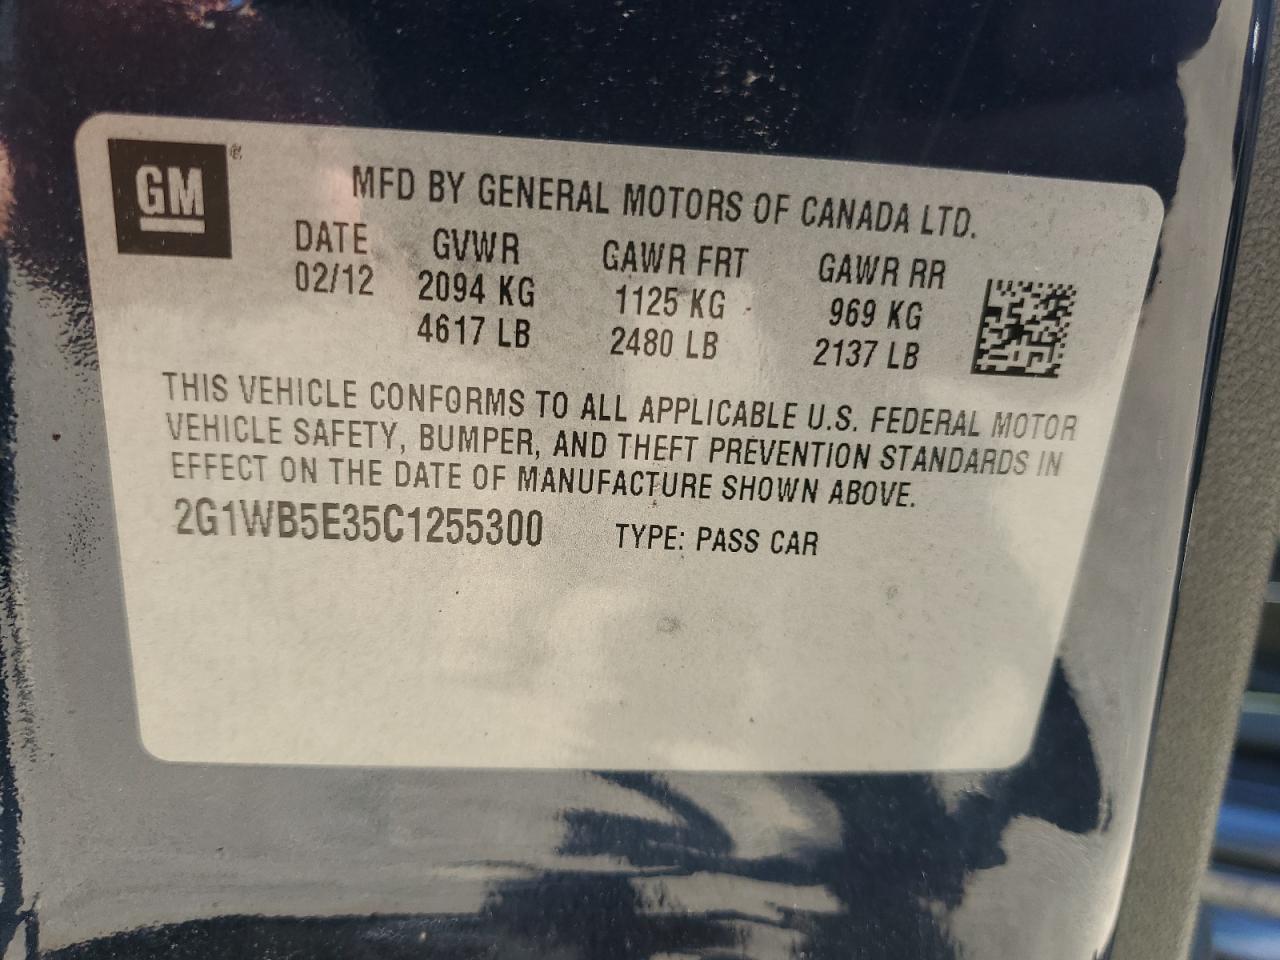 GM®
MFD BY GENERAL MOTORS OF CANADA LTD.
DATE GVWR GAWR FRT GAWR RR
02/12 2094 KG 1125 KG 969 KG
4617 LB 2480 LB 2137 LB
THIS VEHICLE CONFORMS TO ALL APPLICABLE U.S. FEDERAL MOTOR
VEHICLE SAFETY, BUMPER, AND THEFT PREVENTION STANDARDS IN
EFFECT ON THE DATE OF MANUFACTURE SHOWN ABOVE.
2G1WB5E35C1255300 TYPE: PASS CAR